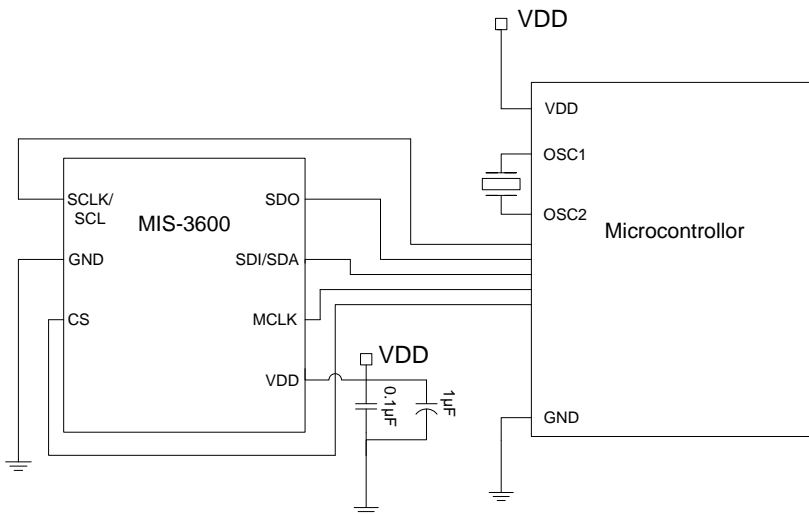 VDD
VDD
OSC1
OSC2
Microcontrollor
GND
SCLK/
SCL
GND
CS
MIS-3600
SDO
SDI/SDA
MCLK
VDD
VDD
0.1μF
1μF